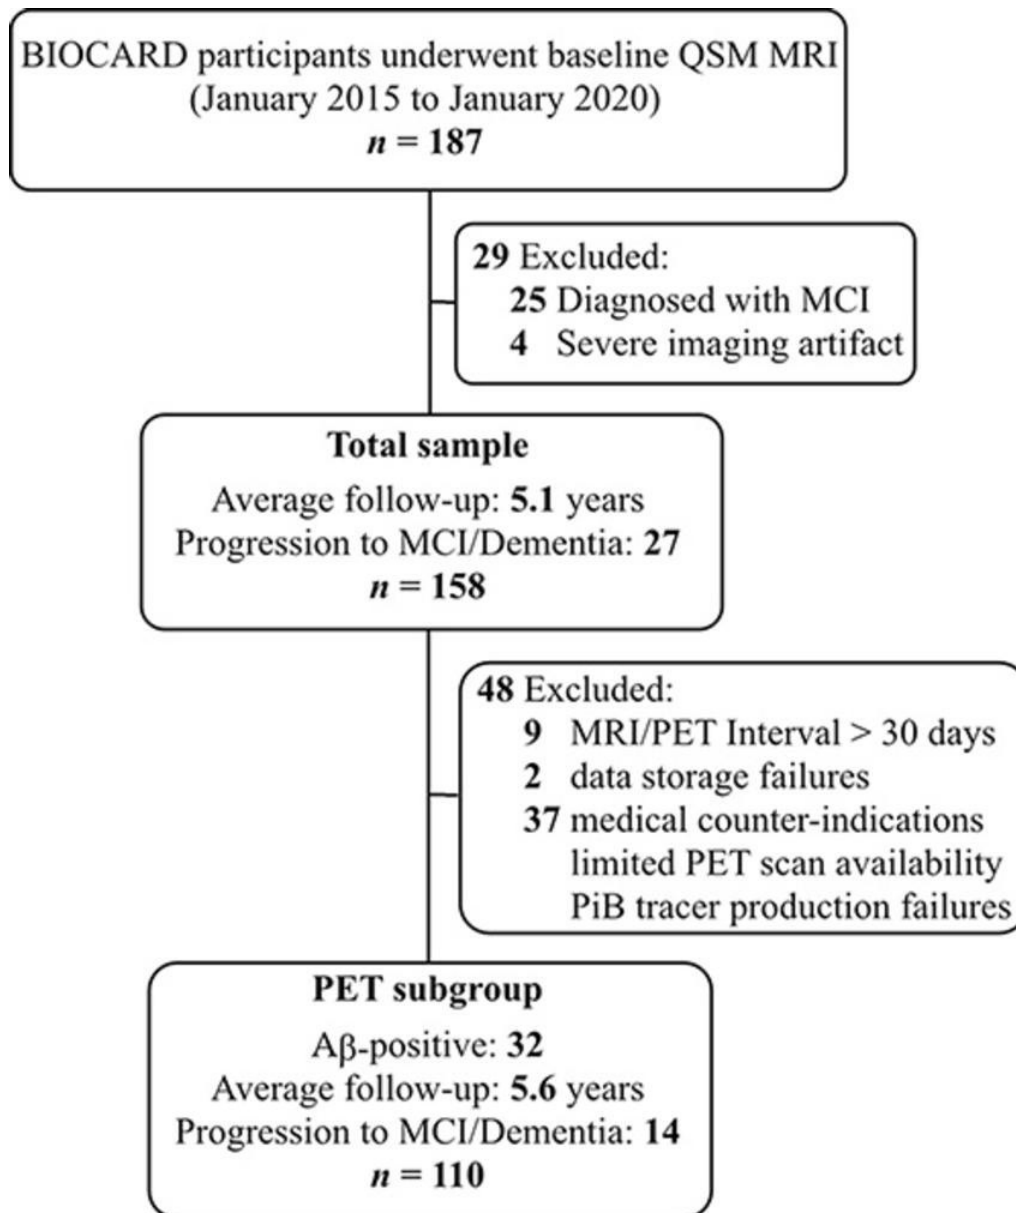 BIOCARD participants underwent baseline QSM MRI
(January 2015 to January 2020)
n = 187
29 Excluded:
25 Diagnosed with MCI
4 Severe imaging artifact
Total sample
Average follow-up: 5.1 years
Progression to MCI/Dementia: 27
n = 158
48 Excluded:
9 MRI/PET Interval > 30 days
2 data storage failures
37 medical counter-indications
limited PET scan availability
PiB tracer production failures
PET subgroup
Aβ-positive: 32
Average follow-up: 5.6 years
Progression to MCI/Dementia: 14
n = 110